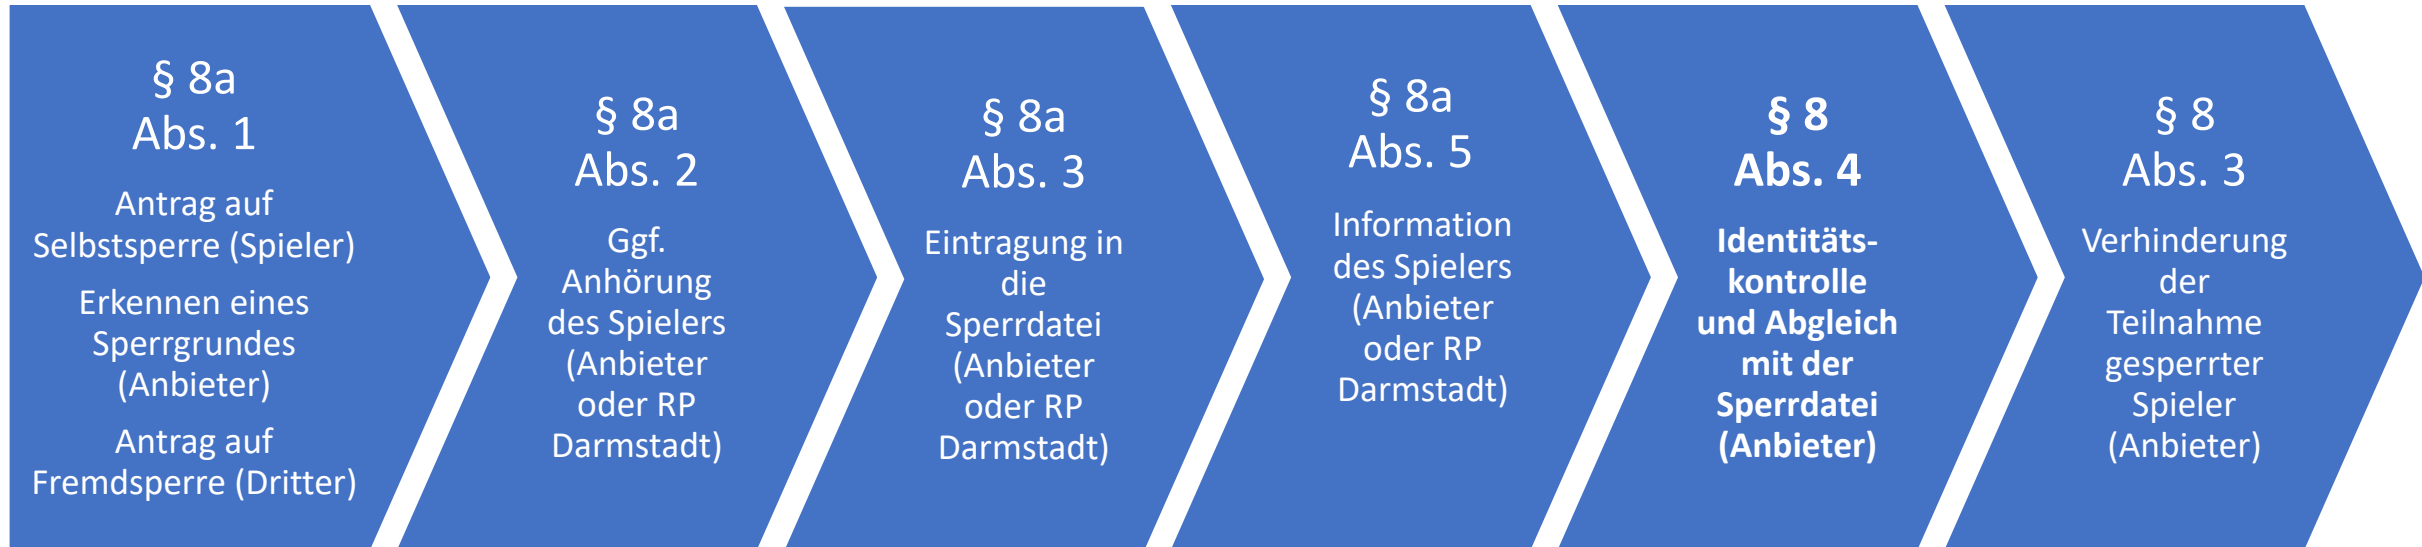 § 8a
Abs. 1
Antrag auf
Selbstsperre (Spieler)
Erkennen eines
Sperrgrundes
(Anbieter)
Antrag auf
Fremdsperre (Dritter)
§ 8a
Abs. 2
Ggf.
Anhörung
des Spielers
(Anbieter
oder RP
Darmstadt)
§ 8a
Abs. 3
Eintragung in
die
Sperrdatei
(Anbieter
oder RP
Darmstadt)
§ 8a
Abs. 5
Information
des Spielers
(Anbieter
oder RP
Darmstadt)
§ 8
Abs. 4
Identitäts-
kontrolle
und Abgleich
mit der
Sperrdatei
(Anbieter)
§ 8
Abs. 3
Verhinderung
der
Teilnahme
gesperrter
Spieler
(Anbieter)